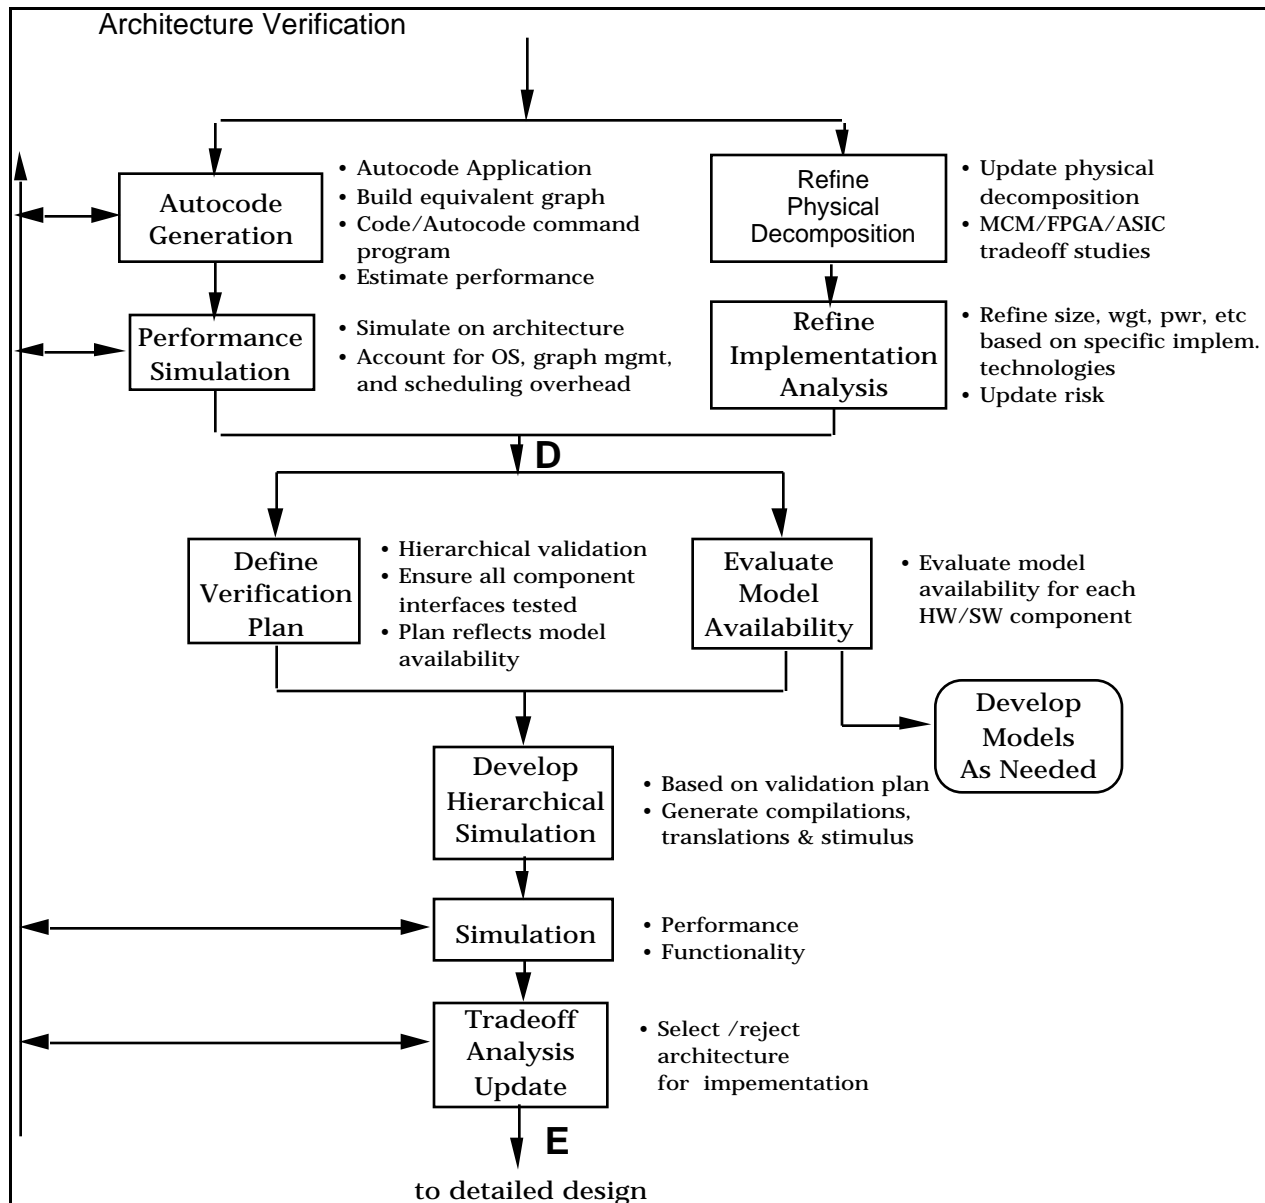 Architecture Verification
Autocode
Generation
• Autocode Application
• Build equivalent graph
• Code/Autocode command
program
• Estimate performance
Refine
Physical
Decomposition
• Update physical
decomposition
• MCM/FPGA/ASIC
tradeoff studies
Performance
Simulation
• Simulate on architecture
• Account for OS, graph mgmt,
and scheduling overhead
Refine
Implementation
Analysis
• Refine size, wgt, pwr, etc
based on specific implem.
technologies
• Update risk
D
Define
Verification
Plan
• Hierarchical validation
• Ensure all component
interfaces tested
• Plan reflects model
availability
Evaluate
Model
Availability
• Evaluate model
availability for each
HW/SW component
Develop
Models
As Needed
Develop
Hierarchical
Simulation
• Based on validation plan
• Generate compilations,
translations & stimulus
Simulation
• Performance
• Functionality
Tradeoff
Analysis
Update
• Select /reject
architecture
for impementation
E
to detailed design